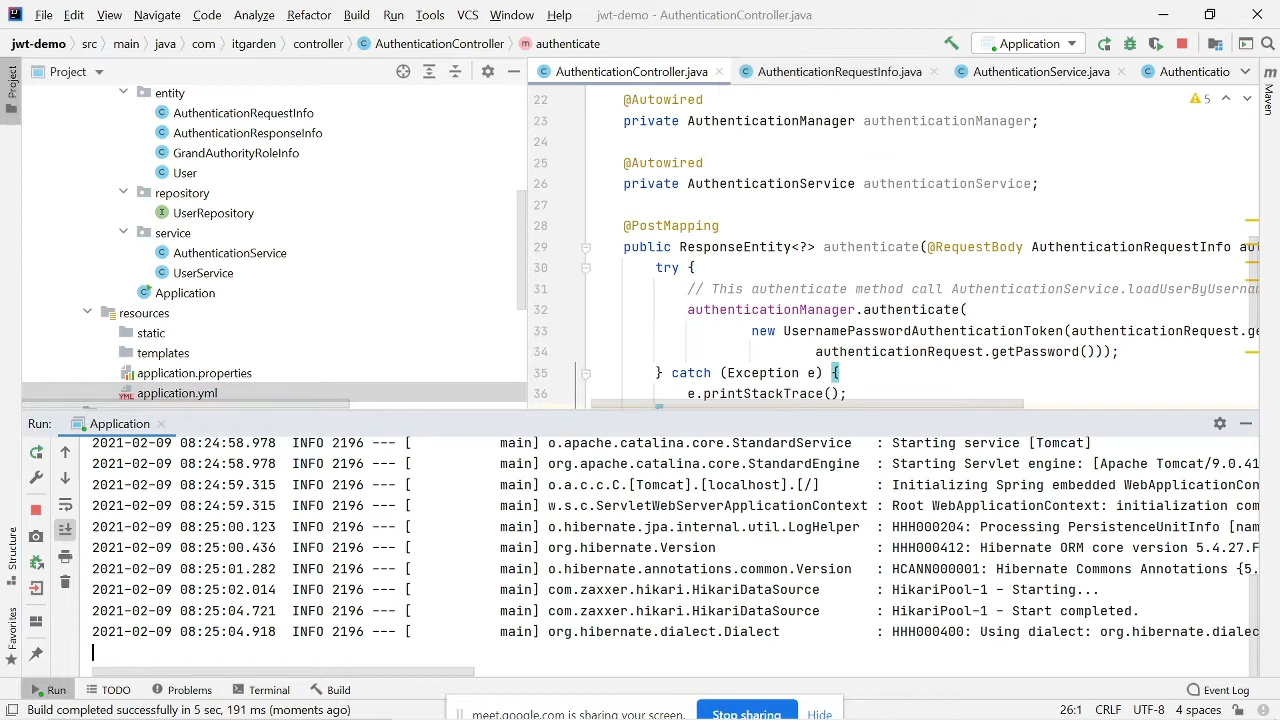 File Edit View Navigate Code Analyze Refactor Build Run Tools VCS Window Help jwt-demo - AuthenticationController.java
jwt-demo src main java com itgarden controller AuthenticationController authenticate Application
Project
Project
AuthenticationController.java AuthenticationRequestInfo.java AuthenticationService.java Authenticati
Maven
entity
AuthenticationRequestInfo
AuthenticationResponseInfo
GrandAuthorityRoleInfo
User
repository
UserRepository
service
AuthenticationService
UserService
Application
resources
static
templates
application.properties
application.yml
5
22 @Autowired
23 private AuthenticationManager authenticationManager;
24
25 @Autowired
26 private AuthenticationService authenticationService;
27
28 @PostMapping
29 public ResponseEntity<?> authenticate(@RequestBody AuthenticationRequestInfo au
30 try {
31 // This authenticate method call AuthenticationService.loadUserByUserna
32 authenticationManager.authenticate(
33 new UsernamePasswordAuthenticationToken(authenticationRequest.ge
34 authenticationRequest.getPassword()));
35 } catch (Exception e) {
36 e.printStackTrace();
Run: Application
2021-02-09 08:24:58.978 INFO 2196 --- [ main] o.apache.catalina.core.StandardService : Starting service [Tomcat]
2021-02-09 08:24:58.978 INFO 2196 --- [ main] org.apache.catalina.core.StandardEngine : Starting Servlet engine: [Apache Tomcat/9.0.41
2021-02-09 08:24:59.315 INFO 2196 --- [ main] o.a.c.c.C.[Tomcat].[localhost].[/] : Initializing Spring embedded WebApplicationCon
2021-02-09 08:24:59.315 INFO 2196 --- [ main] w.s.c.ServletWebServerApplicationContext : Root WebApplicationContext: initialization com
2021-02-09 08:25:00.123 INFO 2196 --- [ main] o.hibernate.jpa.internal.util.LogHelper : HHH000204: Processing PersistenceUnitInfo [nam
2021-02-09 08:25:00.436 INFO 2196 --- [ main] org.hibernate.Version : HHH000412: Hibernate ORM core version 5.4.27.F
2021-02-09 08:25:01.282 INFO 2196 --- [ main] o.hibernate.annotations.common.Version : HCANN000001: Hibernate Commons Annotations {5.
2021-02-09 08:25:02.014 INFO 2196 --- [ main] com.zaxxer.hikari.HikariDataSource : HikariPool-1 - Starting...
2021-02-09 08:25:04.721 INFO 2196 --- [ main] com.zaxxer.hikari.HikariDataSource : HikariPool-1 - Start completed.
2021-02-09 08:25:04.918 INFO 2196 --- [ main] org.hibernate.dialect.Dialect : HHH000400: Using dialect: org.hibernate.dialec
Structure
Favorites
Run TODO Problems Terminal Build Event Log
Build completed successfully in 5 sec, 191 ms (moments ago) 26:1 CRLF UTF-8 4 spaces
meet.google.com is sharing your screen. Stop sharing Hide